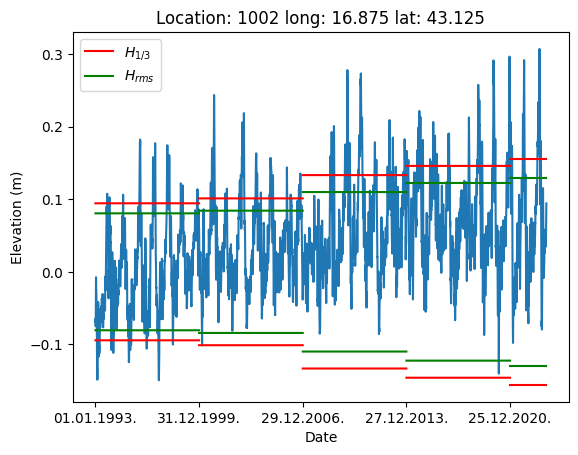 Location: 1002 long: 16.875 lat: 43.125
H1/3
Hrms
Elevation (m)
0.3
0.2
0.1
0.0
−0.1
01.01.1993. 31.12.1999. 29.12.2006. 27.12.2013. 25.12.2020.
Date